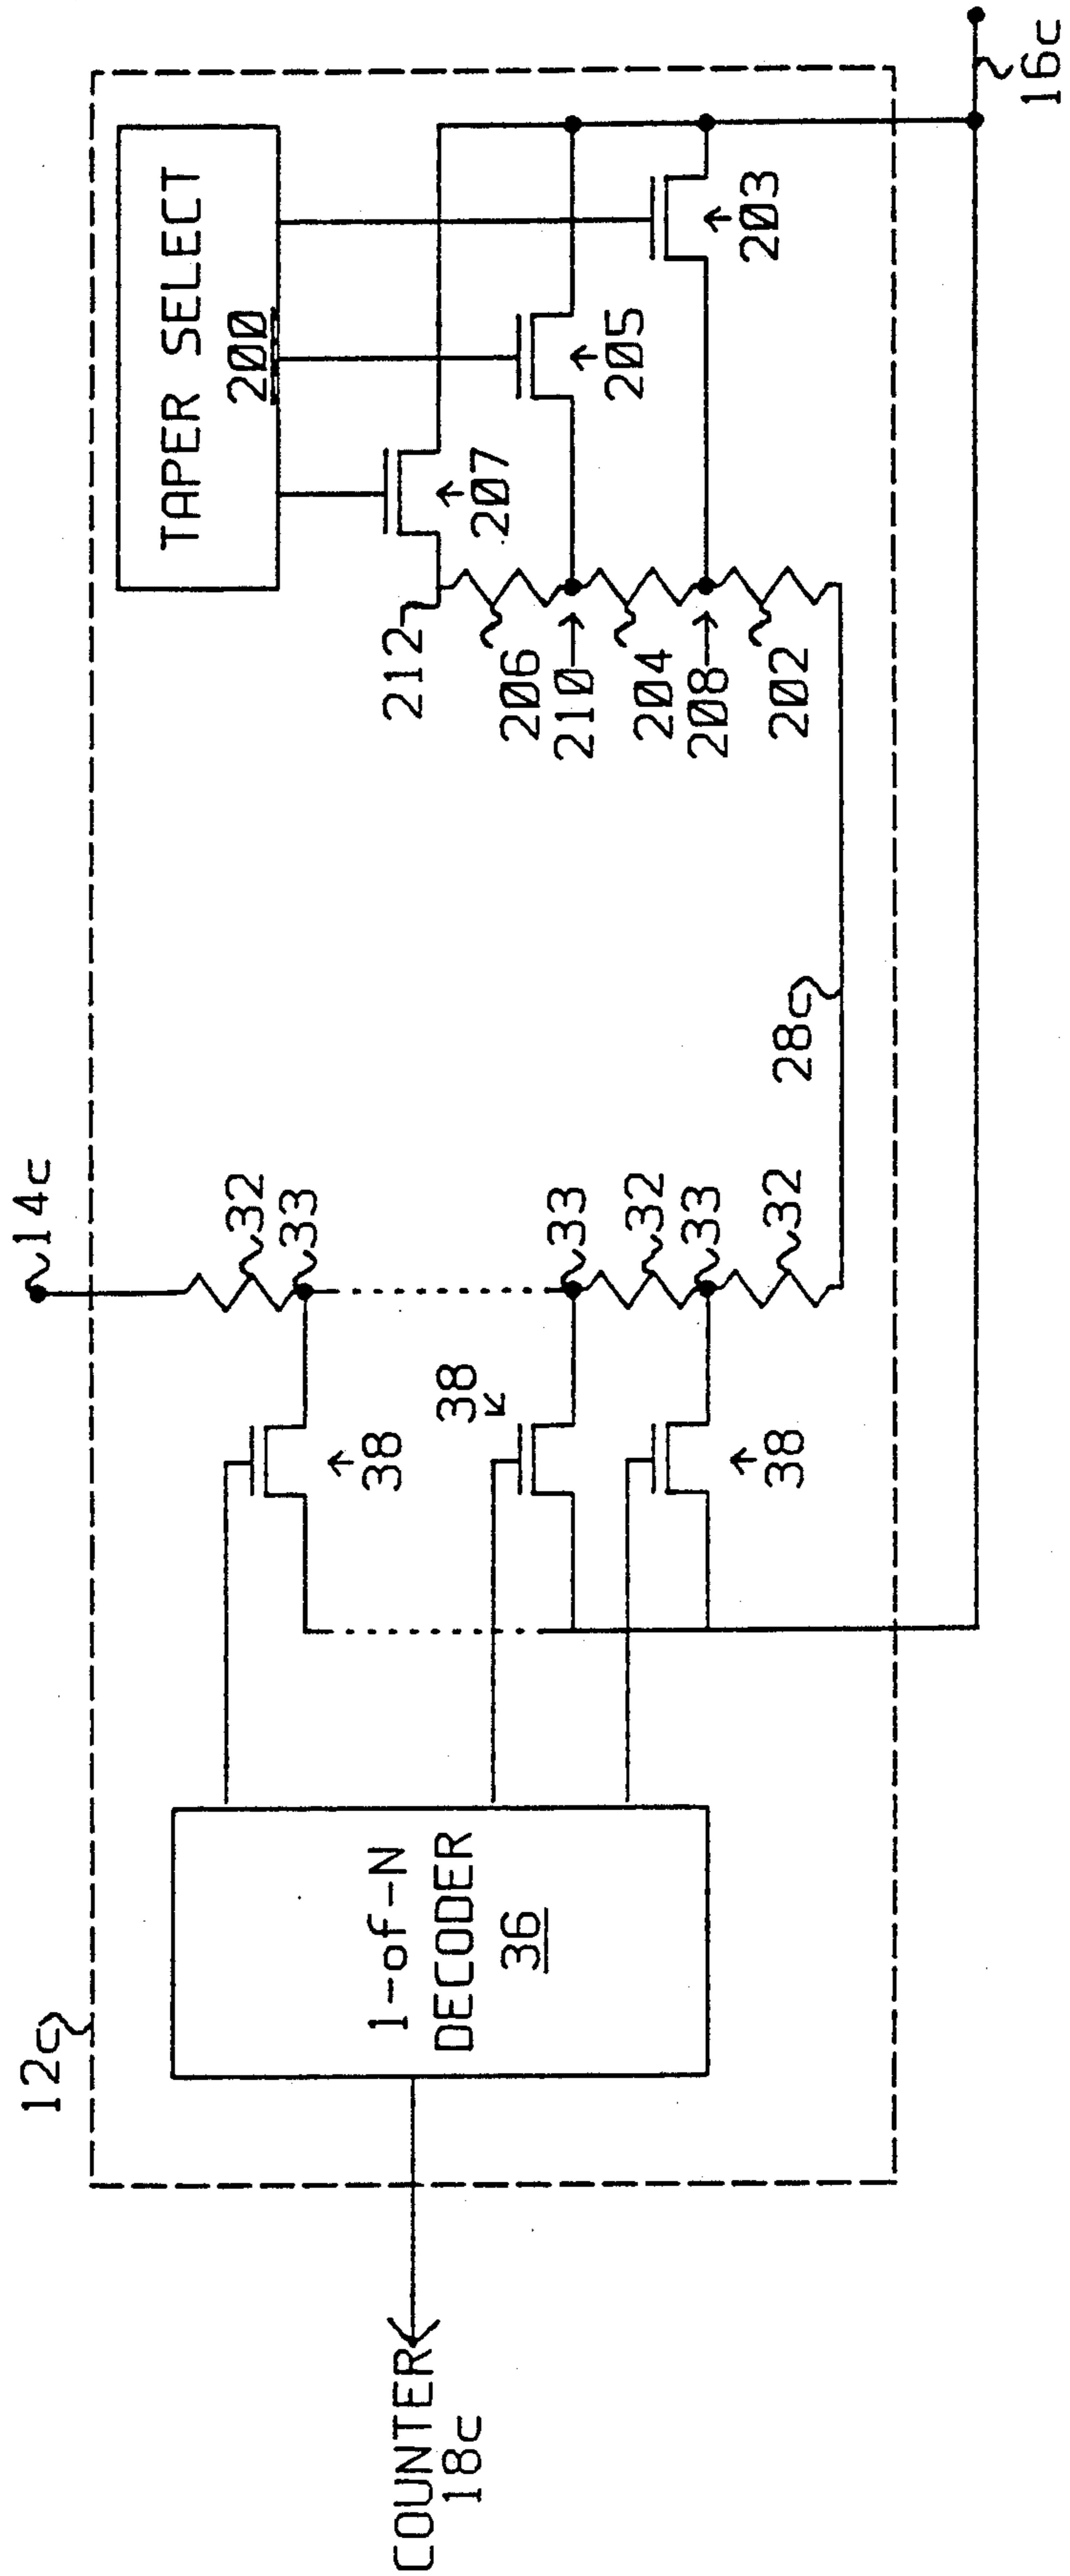 14c
12c
TAPER SELECT
200
32
33
38
212
207
206
38
33
205
1-of-N
DECODER
36
210
204
32
208
33
203
38
32
202
28c
COUNTER
18c
16c